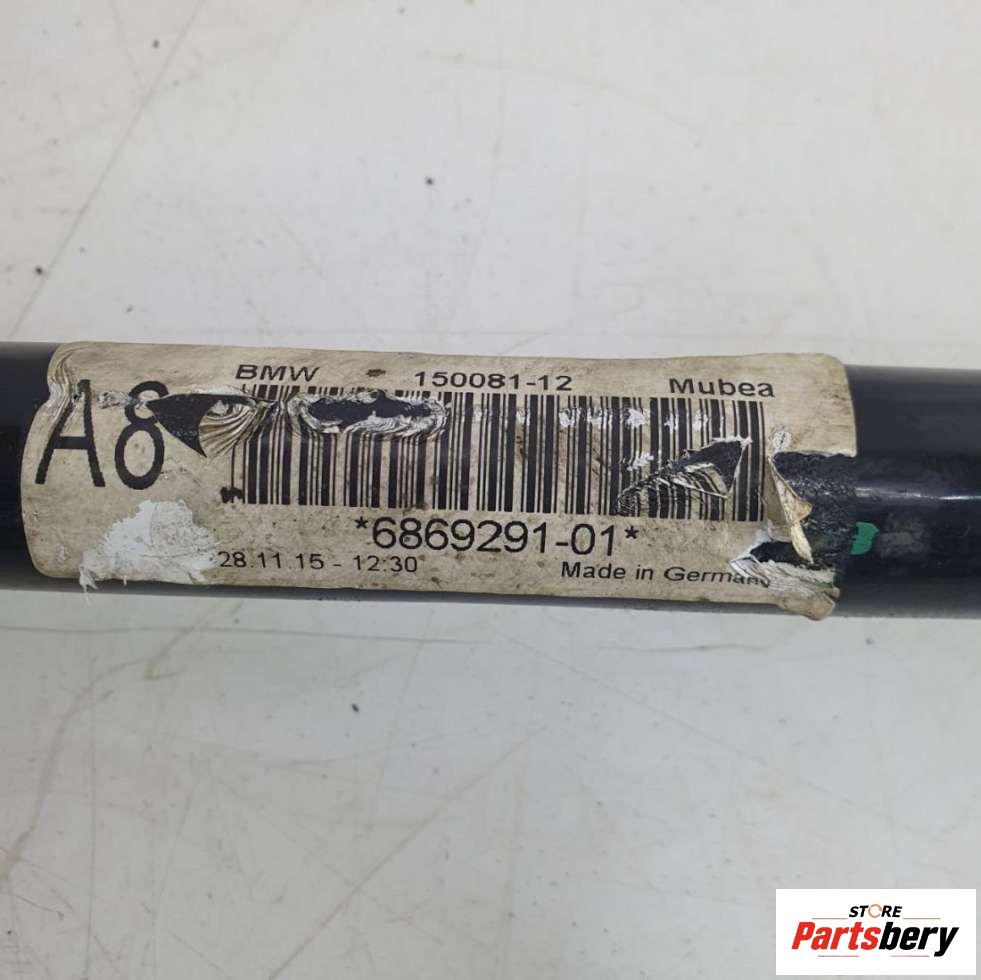 BMW 150081-12 Mubea
A8
*6869291-01*
28.11.15 - 12:30 Made in Germany
STORE
Partsbery